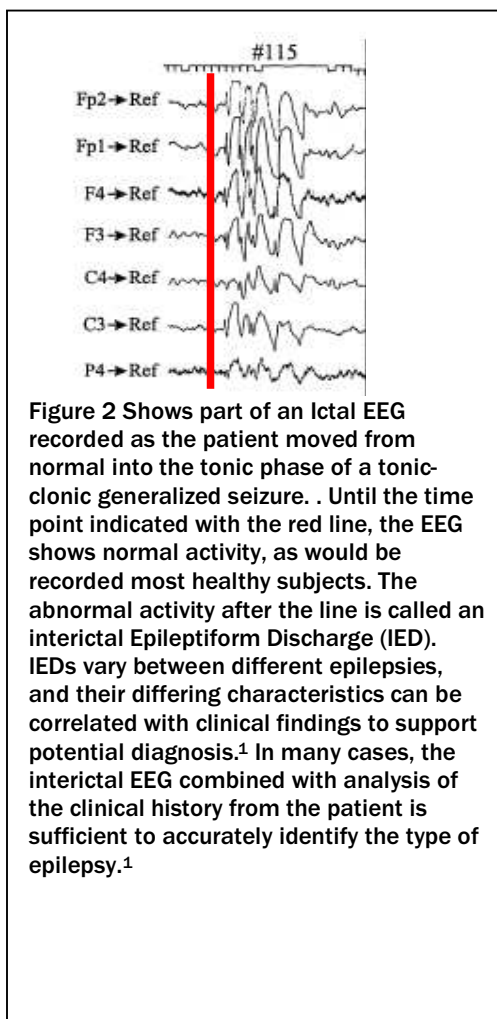 #115
Fp2→Ref
Fp1→Ref
F4→Ref
F3→Ref
C4→Ref
C3→Ref
P4→Ref
Figure 2 Shows part of an Ictal EEG
recorded as the patient moved from
normal into the tonic phase of a tonic-
clonic generalized seizure. . Until the time
point indicated with the red line, the EEG
shows normal activity, as would be
recorded most healthy subjects. The
abnormal activity after the line is called an
interictal Epileptiform Discharge (IED).
IEDs vary between different epilepsies,
and their differing characteristics can be
correlated with clinical findings to support
potential diagnosis.¹ In many cases, the
interictal EEG combined with analysis of
the clinical history from the patient is
sufficient to accurately identify the type of
epilepsy.¹